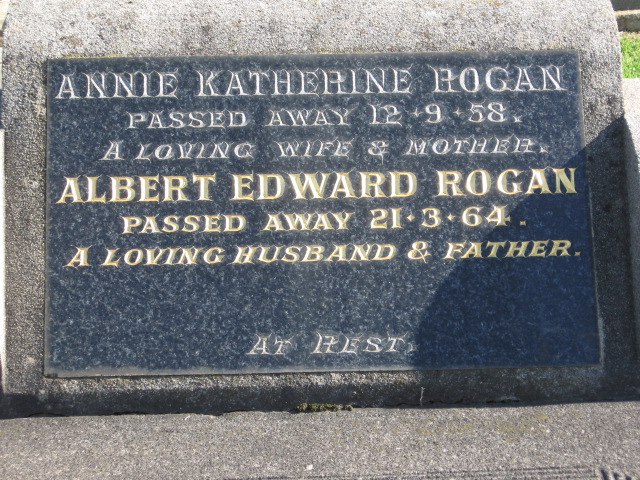 ANNIE KATHERINE ROGAN
PASSED AWAY 12·9·58.
A LOVING WIFE & MOTHER.
ALBERT EDWARD ROGAN
PASSED AWAY 21·3·64.
A LOVING HUSBAND & FATHER.
AT REST.